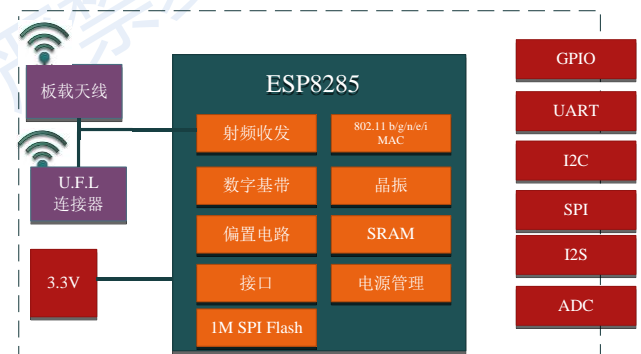 ESP8285
板载天线
U.F.L
连接器
3.3V
射频收发
802.11 b/g/n/e/i
MAC
数字基带
晶振
偏置电路
SRAM
接口
电源管理
1M SPI Flash
GPIO
UART
I2C
SPI
I2S
ADC